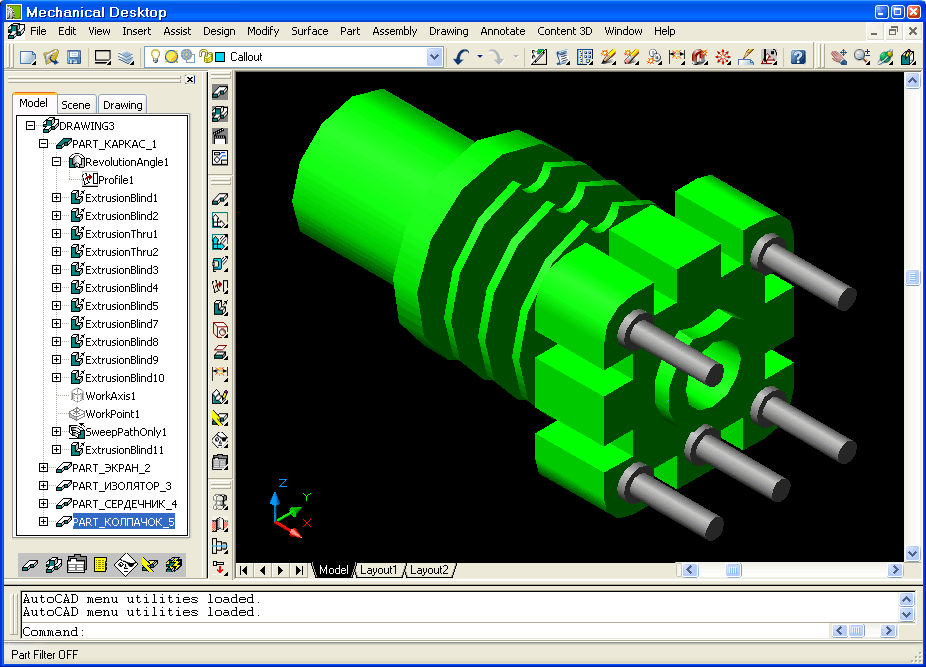 Mechanical Desktop
File Edit View Insert Assist Design Modify Surface Part Assembly Drawing Annotate Content 3D Window Help
Callout
Model Scene Drawing
DRAWING3
PART_КАРКАС_1
RevolutionAngle1
Profile1
ExtrusionBlind1
ExtrusionBlind2
ExtrusionThru1
ExtrusionThru2
ExtrusionBlind3
ExtrusionBlind4
ExtrusionBlind5
ExtrusionBlind7
ExtrusionBlind8
ExtrusionBlind9
ExtrusionBlind10
WorkAxis1
WorkPoint1
SweepPathOnly1
ExtrusionBlind11
PART_ЭКРАН_2
PART_ИЗОЛЯТОР_3
PART_СЕРДЕЧНИК_4
PART_КОЛПАЧОК_5
Z
Y
X
Model Layout1 Layout2
AutoCAD menu utilities loaded.
AutoCAD menu utilities loaded.
Command:
Part Filter OFF